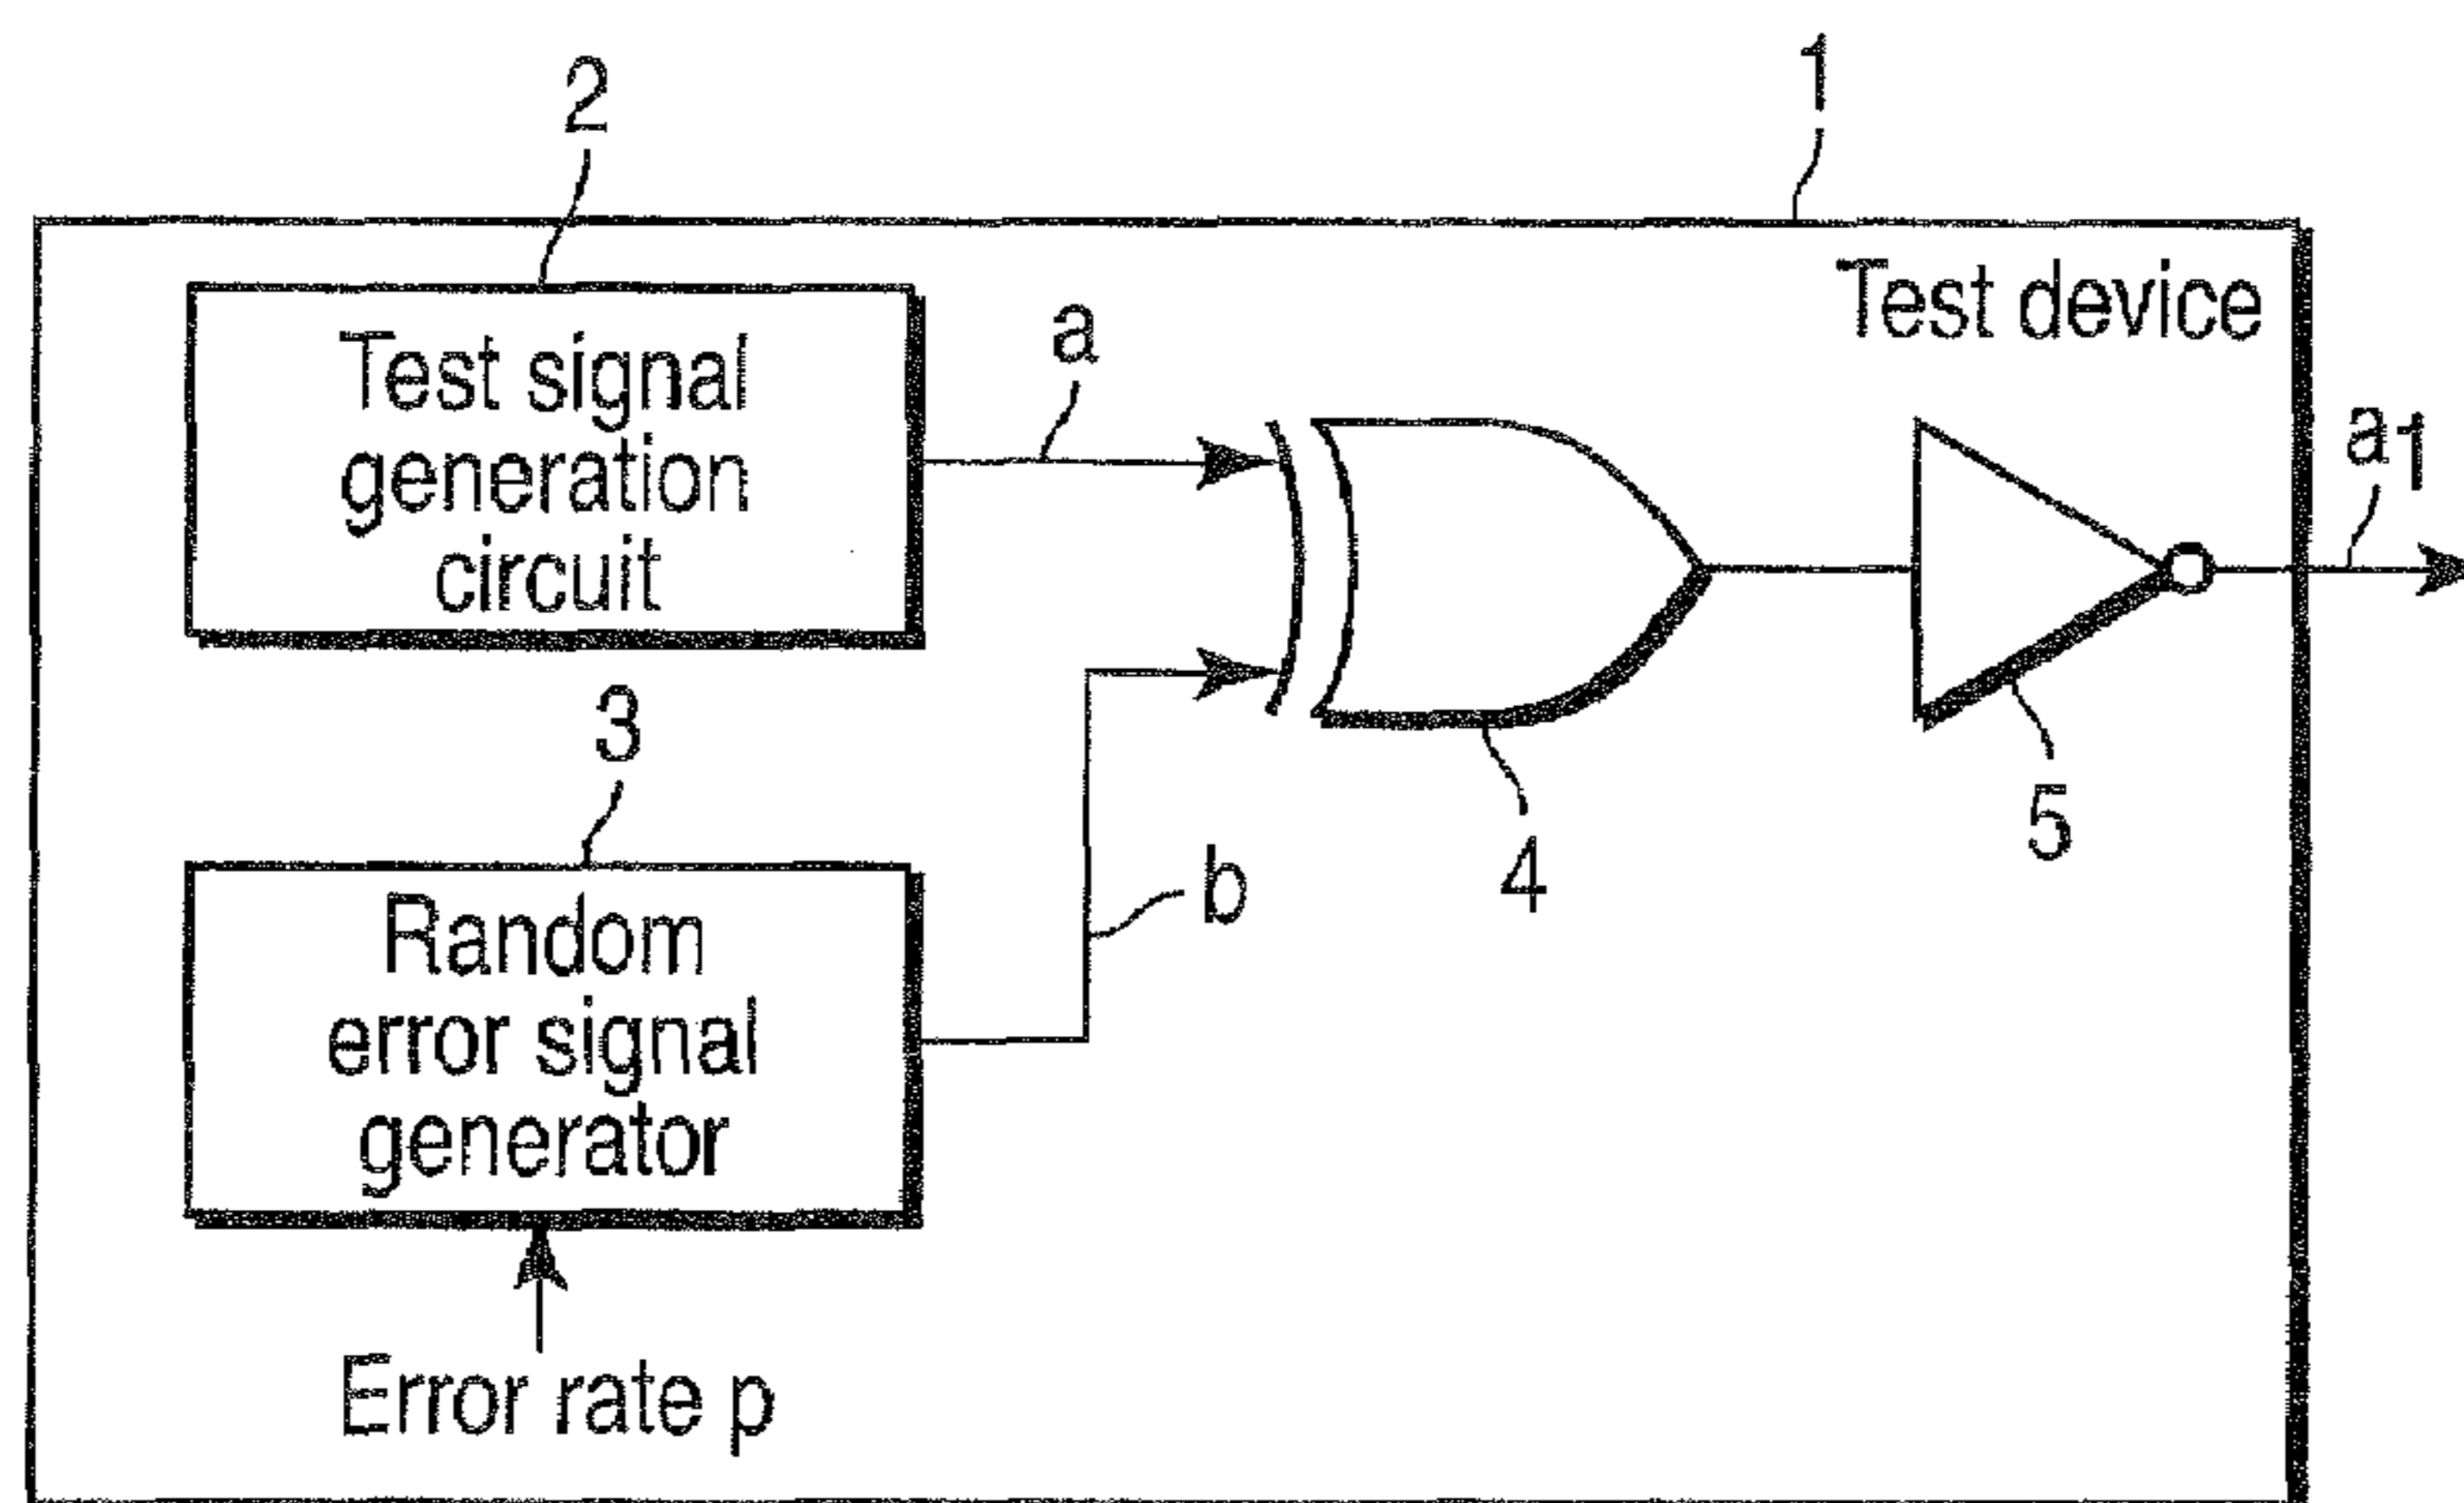 1
2
Test device
Test signal
generation
circuit
a
a1
3
b
4
5
Random
error signal
generator
Error rate p